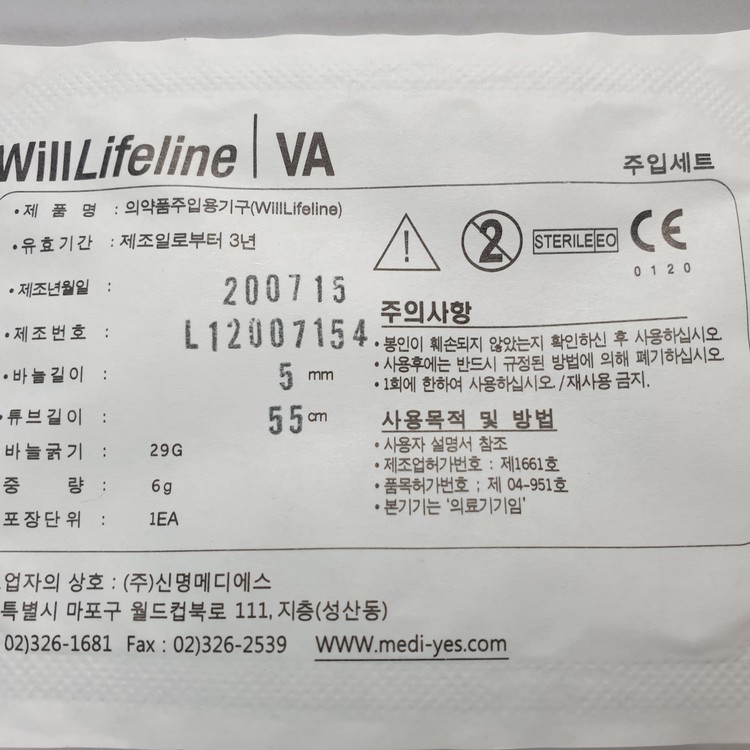 WillLifeline | VA
주입세트
• 제 품 명 : 의약품주입용기구(WillLifeline)
• 유효기간 : 제조일로부터 3년
• 제조년월일 : 200715
• 제조번호 : L12007154
• 바늘길이 : 5 mm
• 튜브길이 : 55 cm
바늘굵기 : 29G
중 량 : 6g
포장단위 : 1EA
2
STERILE EO
CE
0120
주의사항
• 봉인이 훼손되지 않았는지 확인하신 후 사용하십시오.
• 사용후에는 반드시 규정된 방법에 의해 폐기하십시오.
• 1회에 한하여 사용하십시오./재사용 금지.
사용목적 및 방법
• 사용자 설명서 참조
• 제조업허가번호 : 제1661호
• 품목허가번호 ; 제 04-951호
• 본기기는 '의료기기임'
업자의 상호 : (주)신명메디에스
특별시 마포구 월드컵북로 111, 지층(성산동)
02)326-1681 Fax : 02)326-2539 WWW.medi-yes.com